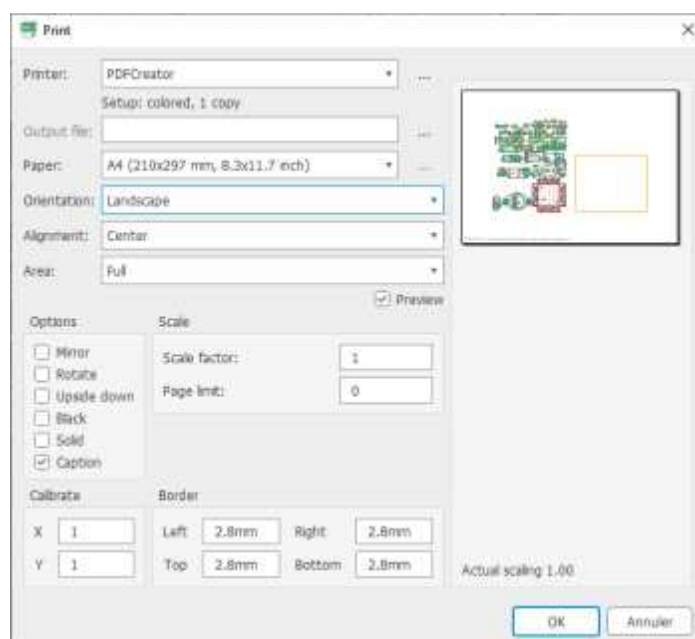 Print
Printer: PDFCreator ...
Setup: colored, 1 copy
Output file: ...
Paper: A4 (210x297 mm, 8.3x11.7 inch) ...
Orientation: Landscape
Alignment: Center
Area: Full
Preview
Options Scale
Mirror
Rotate
Upside down
Black
Solid
Caption
Scale factor: 1
Page limit: 0
Calibrate Border
X 1 Left 2.8mm Right 2.8mm
Y 1 Top 2.8mm Bottom 2.8mm
Actual scaling 1.00
OK Annuler